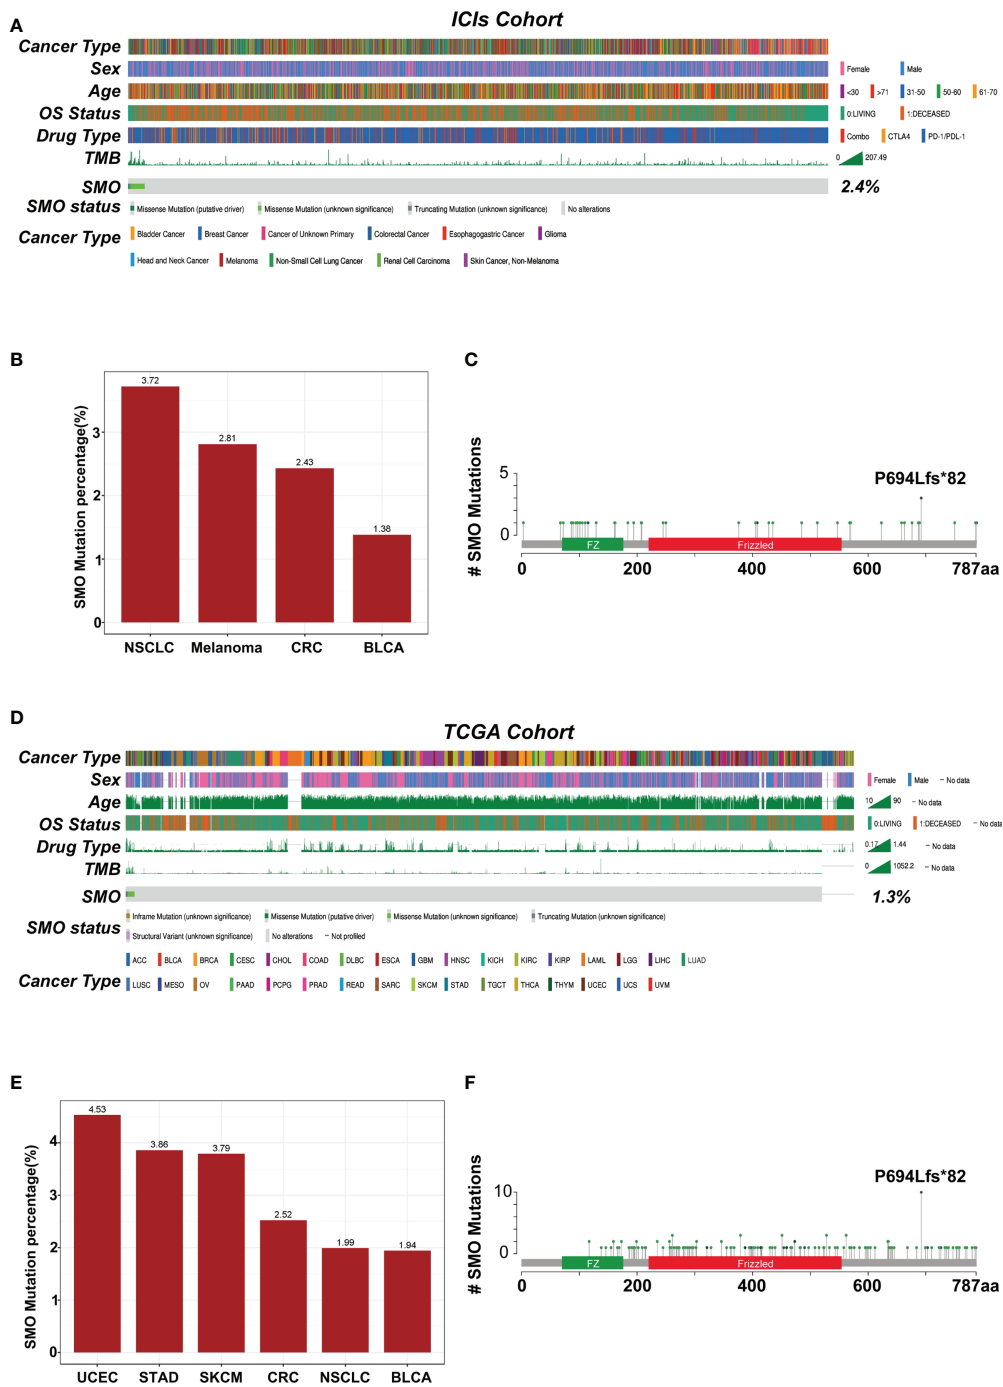 A
ICIs Cohort
Cancer Type
Sex
Female Male
Age
<30 >71 31-50 50-60 61-70
OS Status
0:LIVING 1:DECEASED
Drug Type
Combo CTLA4 PD-1/PDL-1
TMB
0 207.49
SMO
2.4%
SMO status
Missense Mutation (putative driver) Missense Mutation (unknown significance) Truncating Mutation (unknown significance) No alterations
Cancer Type
Bladder Cancer Breast Cancer Cancer of Unknown Primary Colorectal Cancer Esophagogastric Cancer Glioma
Head and Neck Cancer Melanoma Non-Small Cell Lung Cancer Renal Cell Carcinoma Skin Cancer, Non-Melanoma
B
SMO Mutation percentage(%)
3
2
1
0
3.72
2.81
2.43
1.38
NSCLC Melanoma CRC BLCA
C
# SMO Mutations
5
0
P694Lfs*82
FZ Frizzled
0 200 400 600 787aa
D
TCGA Cohort
Cancer Type
Sex
Female Male – No data
Age
10 90 – No data
OS Status
0:LIVING 1:DECEASED – No data
Drug Type
0.17 1.44 – No data
TMB
0 1052.2 – No data
SMO
1.3%
SMO status
Inframe Mutation (unknown significance) Missense Mutation (putative driver) Missense Mutation (unknown significance) Truncating Mutation (unknown significance)
Structural Variant (unknown significance) No alterations – Not profiled
Cancer Type
ACC BLCA BRCA CESC CHOL COAD DLBC ESCA GBM HNSC KICH KIRC KIRP LAML LGG LIHC LUAD
LUSC MESO OV PAAD PCPG PRAD READ SARC SKCM STAD TGCT THCA THYM UCEC UCS UVM
E
SMO Mutation percentage(%)
4
3
2
1
0
4.53
3.86
3.79
2.52
1.99
1.94
UCEC STAD SKCM CRC NSCLC BLCA
F
# SMO Mutations
10
0
P694Lfs*82
FZ Frizzled
0 200 400 600 787aa